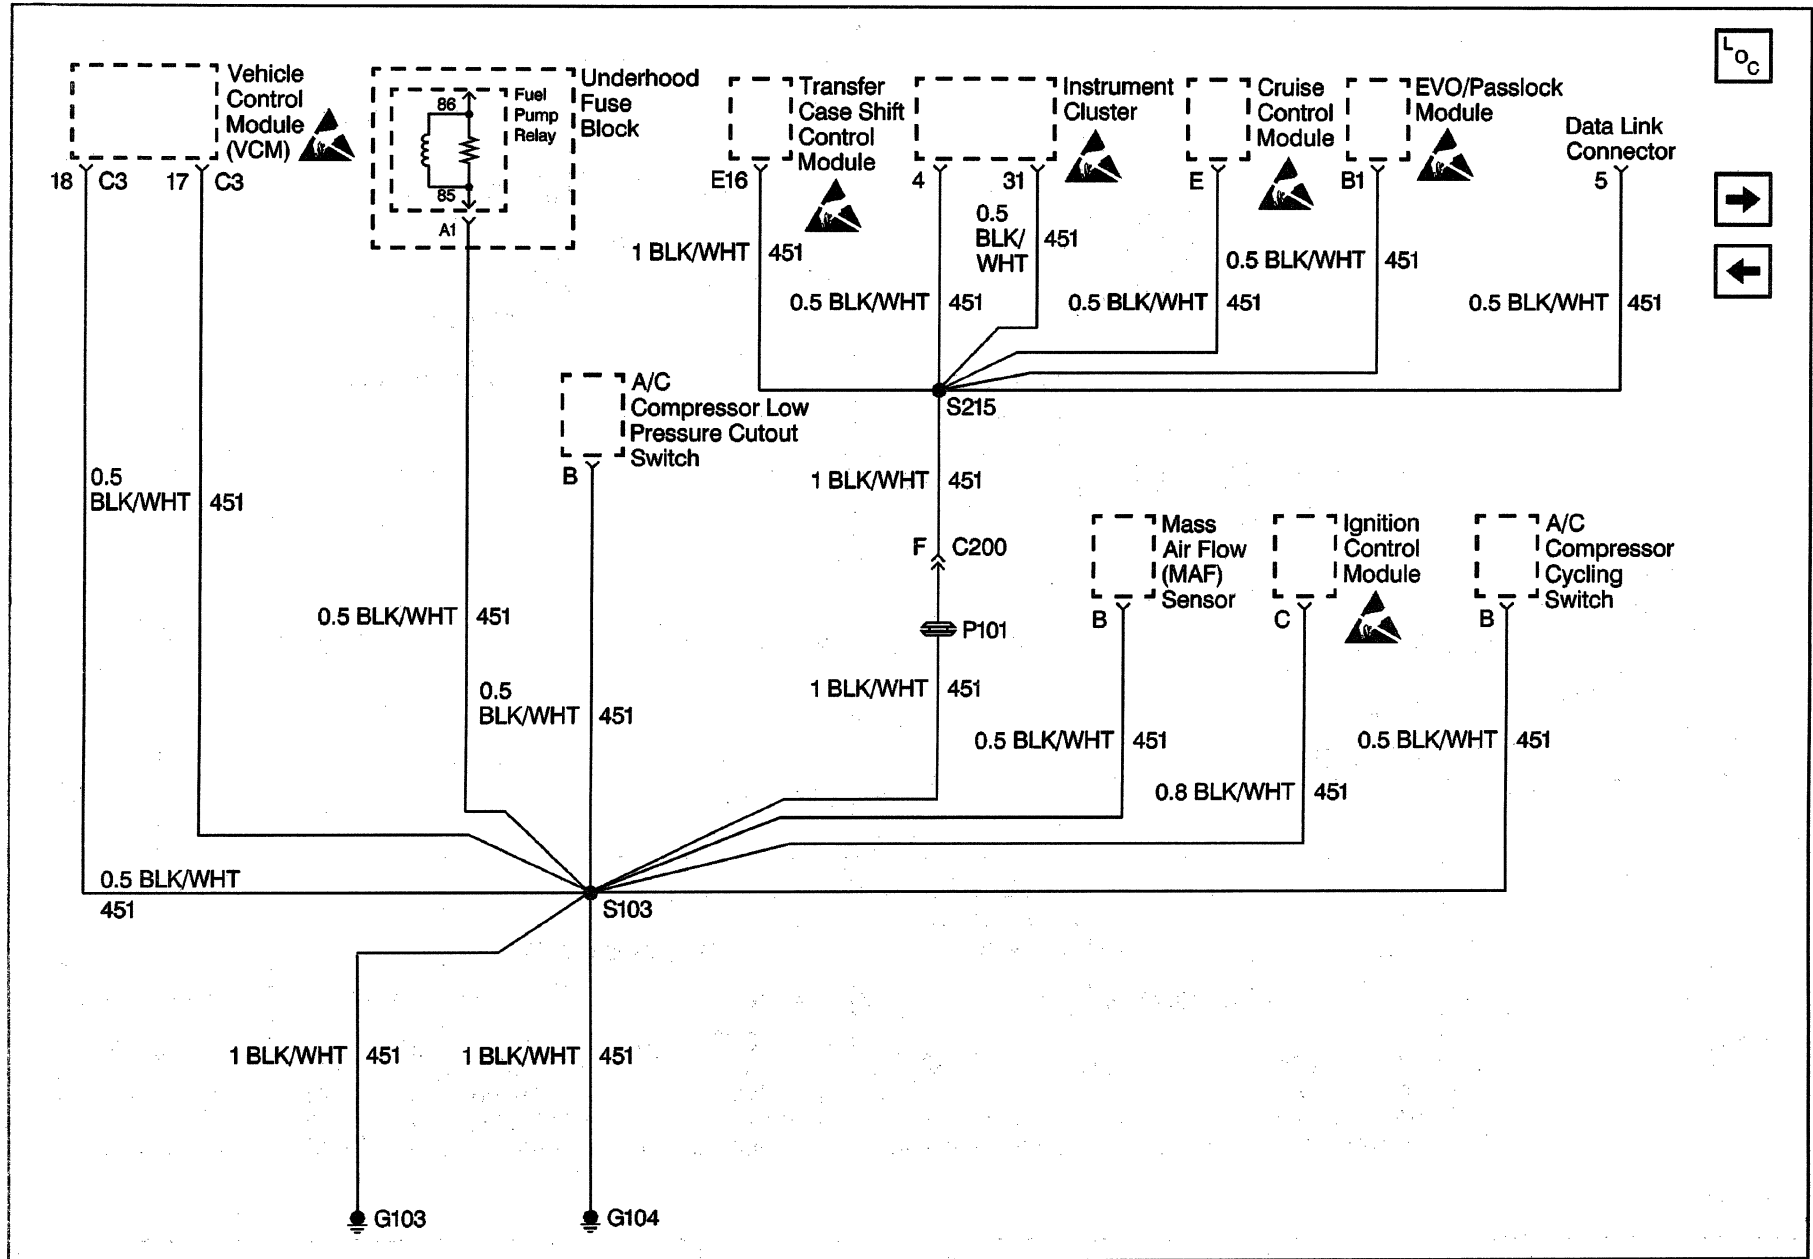 L
O
C
Vehicle
Control
Module
(VCM)
18
C3
17
C3
Fuel
Pump
Relay
86
85
A1
Underhood
Fuse
Block
Transfer
Case Shift
Control
Module
E16
Instrument
Cluster
4
31
Cruise
Control
Module
E
EVO/Passlock
Module
B1
Data Link
Connector
5
1 BLK/WHT 451
0.5 BLK/WHT 451
0.5
BLK/
WHT
451
0.5 BLK/WHT 451
0.5 BLK/WHT 451
0.5 BLK/WHT 451
S215
A/C
Compressor Low
Pressure Cutout
Switch
B
0.5
BLK/WHT 451
1 BLK/WHT 451
F C200
P101
1 BLK/WHT 451
Mass
Air Flow
(MAF)
Sensor
B
Ignition
Control
Module
C
A/C
Compressor
Cycling
Switch
B
0.5 BLK/WHT 451
0.5
BLK/WHT 451
0.5 BLK/WHT 451
0.8 BLK/WHT 451
0.5 BLK/WHT 451
0.5 BLK/WHT
451
S103
1 BLK/WHT 451
1 BLK/WHT 451
G103
G104